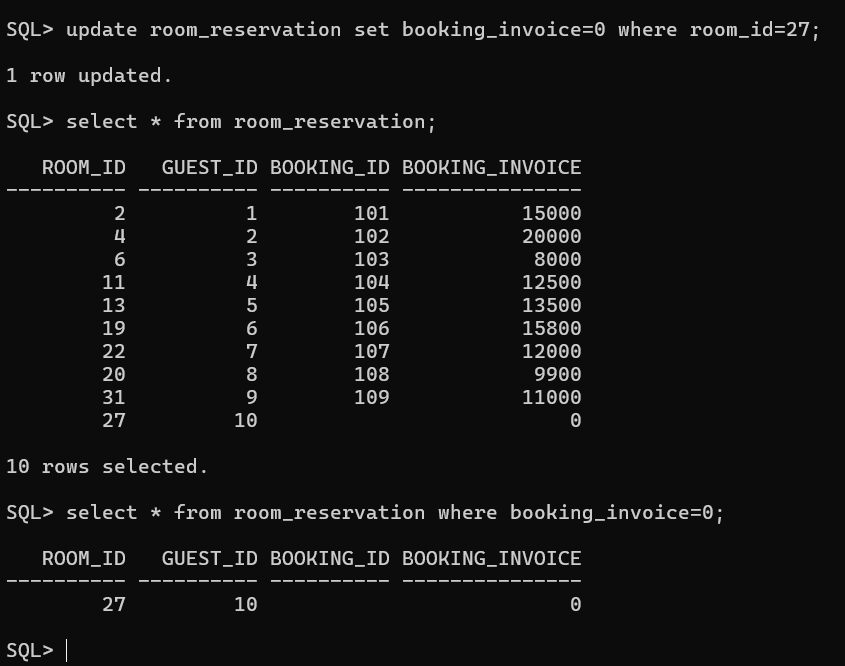 SQL> update room_reservation set booking_invoice=0 where room_id=27;
1 row updated.
SQL> select * from room_reservation;
   ROOM_ID   GUEST_ID BOOKING_ID BOOKING_INVOICE
---------- ---------- ---------- ---------------
         2          1        101           15000
         4          2        102           20000
         6          3        103            8000
        11          4        104           12500
        13          5        105           13500
        19          6        106           15800
        22          7        107           12000
        20          8        108            9900
        31          9        109           11000
        27         10                          0
10 rows selected.
SQL> select * from room_reservation where booking_invoice=0;
   ROOM_ID   GUEST_ID BOOKING_ID BOOKING_INVOICE
---------- ---------- ---------- ---------------
        27         10                          0
SQL>